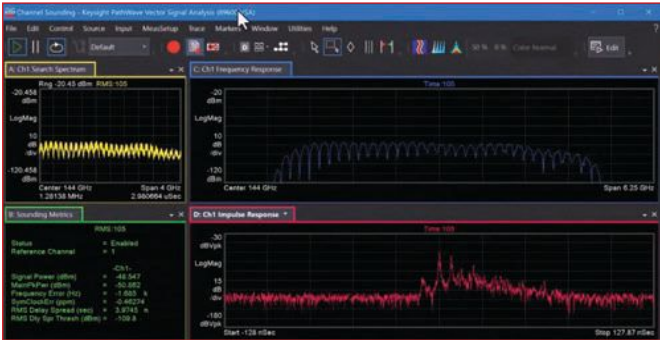 Channel Sounding - Keysight PathWave Vector Signal Analysis
File Edit Control Source Input MeasSetup Trace Markers Window Utilities Help
Default
50 % 0 % Color Normal
Edit
A: Ch1 Search Spectrum
Rng -20.45 dBm RMS:105
-20.458
dBm
LogMag
10
dB
/div
-120.458
dBm
Center 144 GHz Span 4 GHz
1.28138 MHz 2.980664 uSec
C: Ch1 Frequency Response
Time:105
-20
dBm
LogMag
10
dB
/div
-120
dBm
Center 144 GHz Span 6.25 GHz
B: Sounding Metrics
RMS:105
Status = Enabled
Reference Channel = 1
-Ch1-
Signal Power (dBm) = -48.547
MainPkPwr (dBm) = -50.882
Frequency Error (Hz) = -1.685 k
SymClockErr (ppm) = -0.46274
RMS Delay Spread (sec) = 3.9745 n
RMS Dly Spr Thresh (dBm) = -109.8
D: Ch1 Impulse Response
Time:105
-30
dBVpk
LogMag
15
dB
/div
-180
dBVpk
Start -128 nSec Stop 127.87 nSec